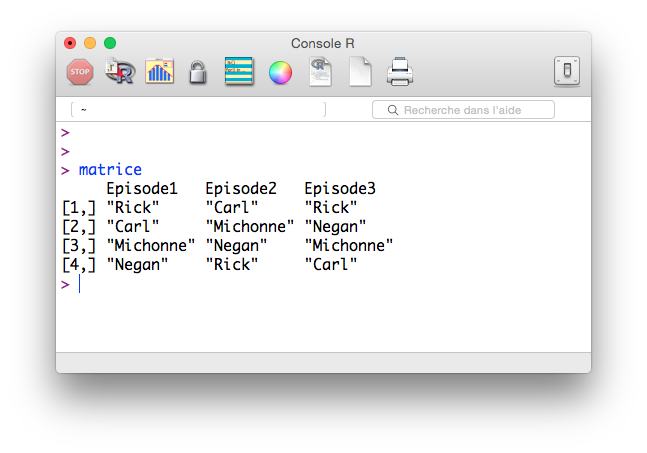 Console R
STOP
~
Recherche dans l'aide
>
>
> matrice
Episode1 Episode2 Episode3
[1,] "Rick" "Carl" "Rick"
[2,] "Carl" "Michonne" "Negan"
[3,] "Michonne" "Negan" "Michonne"
[4,] "Negan" "Rick" "Carl"
>